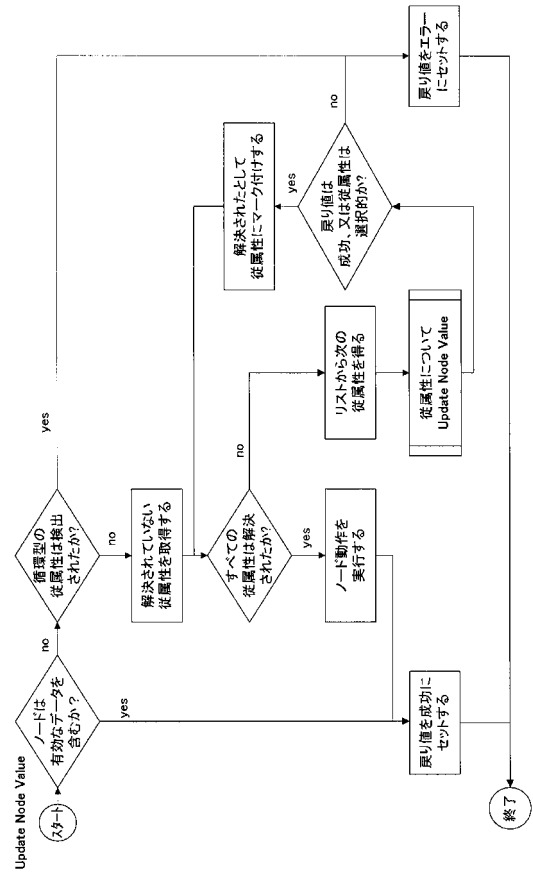 Update Node Value
スタート
ノードは
有効なデータを
含むか？
no
yes
循環型の
従属性は検出
されたか？
yes
no
解決されていない
従属性を取得する
すべての
従属性は解決
されたか？
no
yes
ノード動作を
実行する
リストから次の
従属性を得る
従属性について
Update Node Value
戻り値は
成功、又は従属性は
選択的か？
yes
no
解決されたとして
従属性にマーク付けする
戻り値を成功に
セットする
戻り値をエラー
にセットする
終了